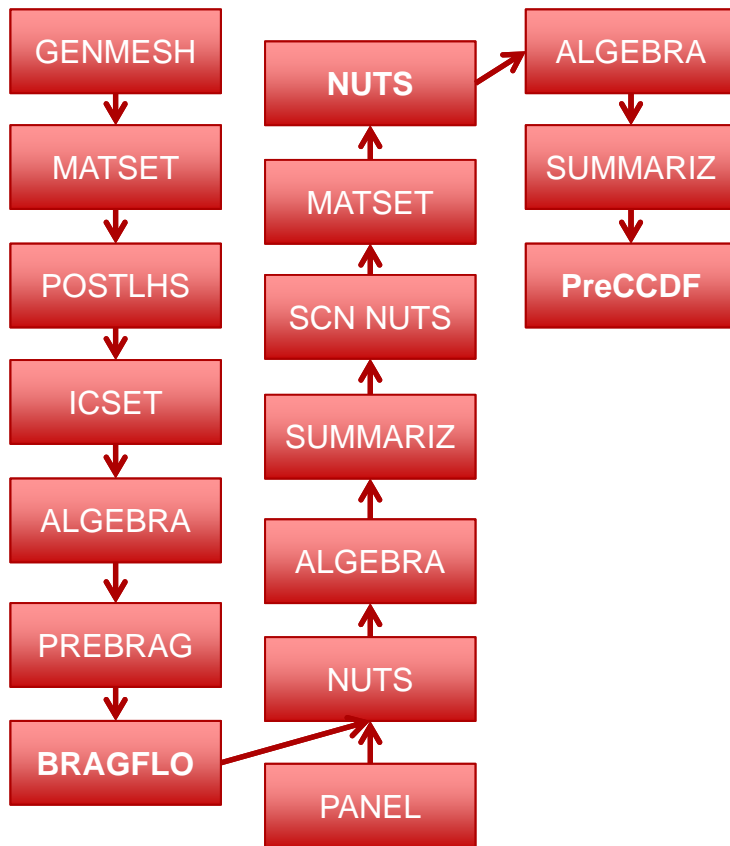 GENMESH
MATSET
POSTLHS
ICSET
ALGEBRA
PREBRAG
BRAGFLO
NUTS
MATSET
SCN NUTS
SUMMARIZ
ALGEBRA
NUTS
PANEL
ALGEBRA
SUMMARIZ
PreCCDF